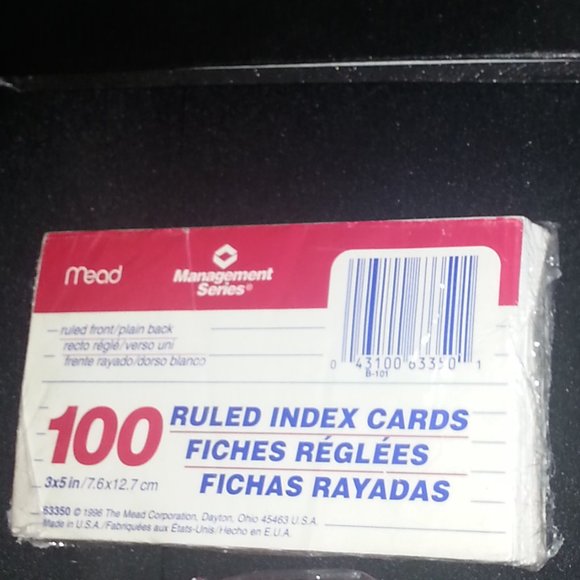 mead
Management
Series®
ruled front/plain back
recto réglé/verso uni
frente rayado/dorso blanco
0 43100 63350 1
B-101
100 RULED INDEX CARDS
FICHES RÉGLÉES
FICHAS RAYADAS
3x5 in/7.6x12.7 cm
63350 © 1996 The Mead Corporation, Dayton, Ohio 45463 U.S.A.
Made in U.S.A./Fabriquées aux États-Unis/Hecho en E.U.A.